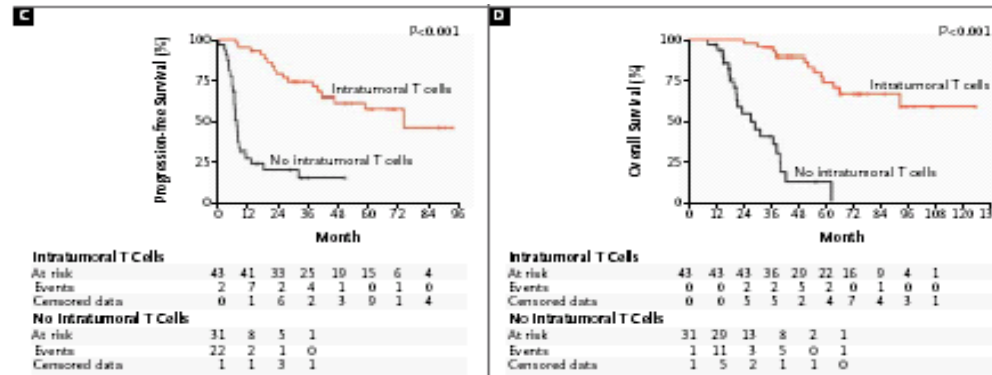 C
P<0.001
Progression-free Survival (%)
100
75
50
25
0
Intratumoral T cells
No intratumoral T cells
0 12 24 36 48 60 72 84 96
Month
Intratumoral T Cells
At risk 43 41 33 25 19 15 6 4
Events 2 7 2 4 1 0 1 0
Censored data 0 1 6 2 3 9 1 4
No Intratumoral T Cells
At risk 31 8 5 1
Events 22 2 1 0
Censored data 1 1 3 1
D
P<0.001
Overall Survival (%)
100
75
50
25
0
Intratumoral T cells
No intratumoral T cells
0 12 24 36 48 60 72 84 96 108 120
Month
Intratumoral T Cells
At risk 43 43 43 36 29 22 16 9 4 1
Events 0 0 2 2 5 2 0 1 0 0
Censored data 0 0 5 5 2 4 7 4 3 1
No Intratumoral T Cells
At risk 31 29 13 8 2 1
Events 1 11 3 5 0 1
Censored data 1 5 2 1 1 0